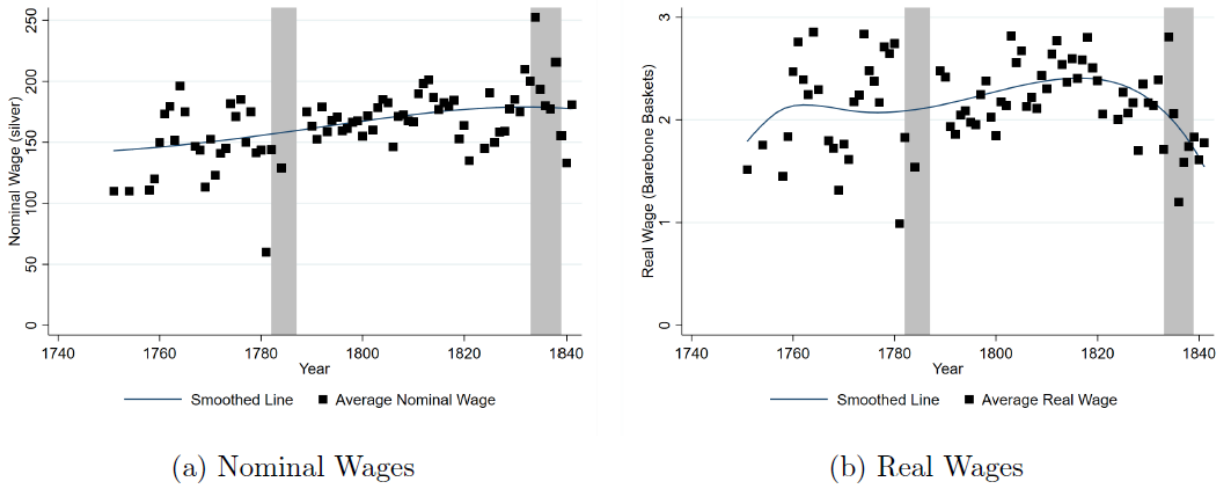 Nominal Wage (silver)
250
200
150
100
50
0
1740 1760 1780 1800 1820 1840
Year
Smoothed Line Average Nominal Wage
(a) Nominal Wages
Real Wage (Barebone Baskets)
3
2
1
0
1740 1760 1780 1800 1820 1840
Year
Smoothed Line Average Real Wage
(b) Real Wages